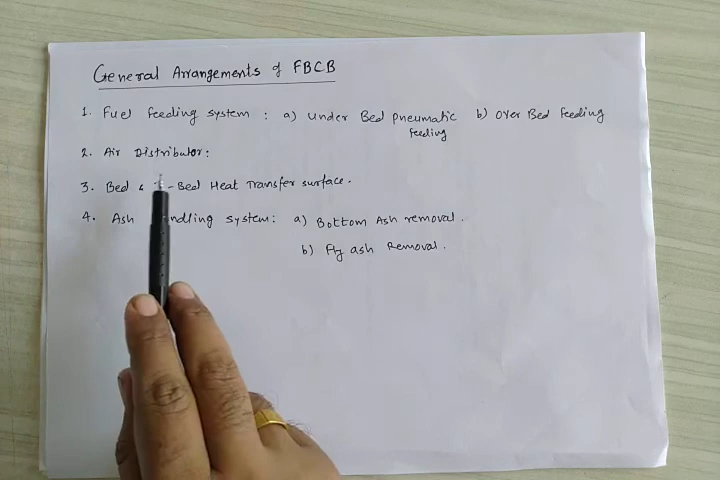 General Arrangements of FBCB
1. Fuel feeding system : a) Under Bed pneumatic feeding b) Over Bed feeding
2. Air Distributor:
3. Bed & -Bed Heat Transfer surface.
4. Ash system: a) Bottom Ash removal.
b) Fly ash Removal.